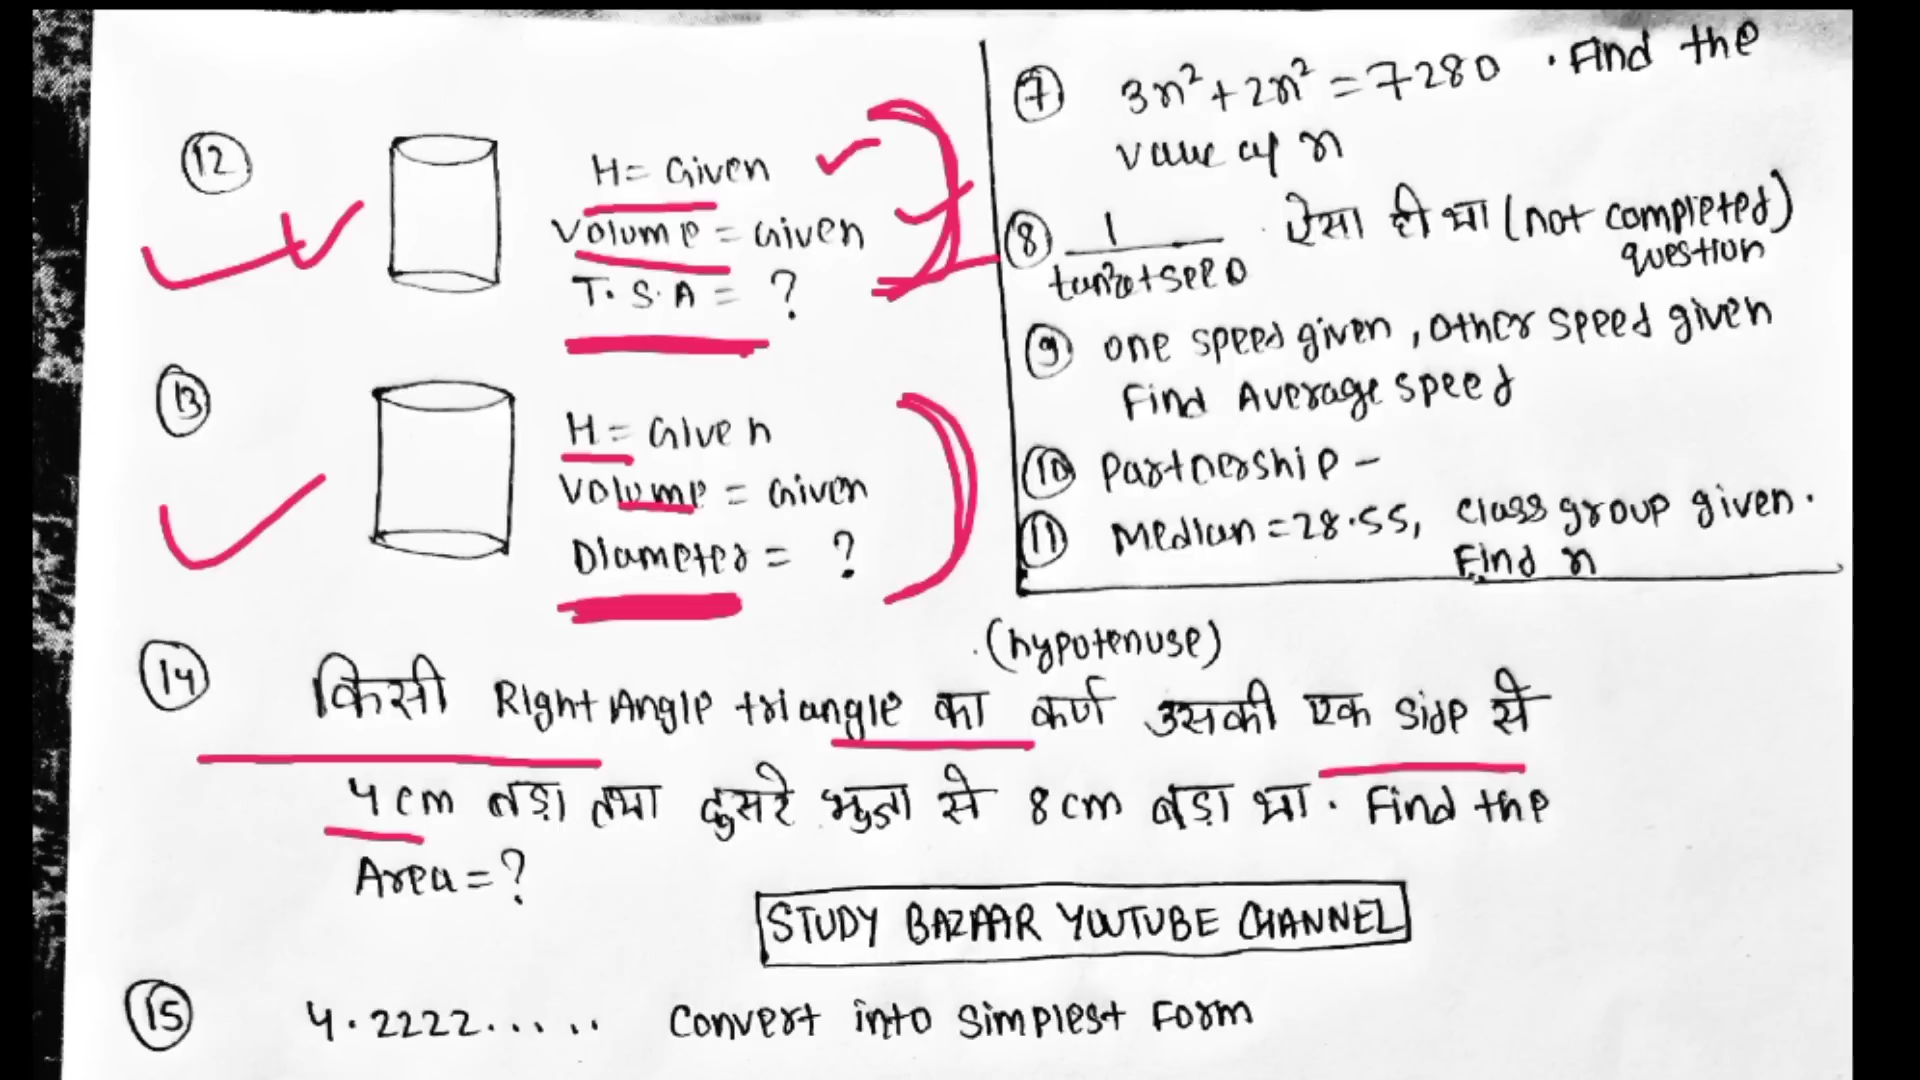 12
H = Given
Volume = Given
T.S.A = ?
13
H = Given
Volume = Given
Diameter = ?
7 3x² + 2x² = 7280 . Find the
value of x
8 1 / tan²θ + secθ . ऐसा ही था (not completed)
question
9 one speed given, other speed given
Find Average speed
10 Partnership –
11 Median = 28.55, class group given.
Find x
(hypotenuse)
14 किसी Right Angle triangle का कर्ण उसकी एक side से
4 cm बड़ा तथा दुसरे भुजा से 8 cm बड़ा था. Find the
Area = ?
STUDY BAZAAR YOUTUBE CHANNEL
15 4.2222..... Convert into simplest Form